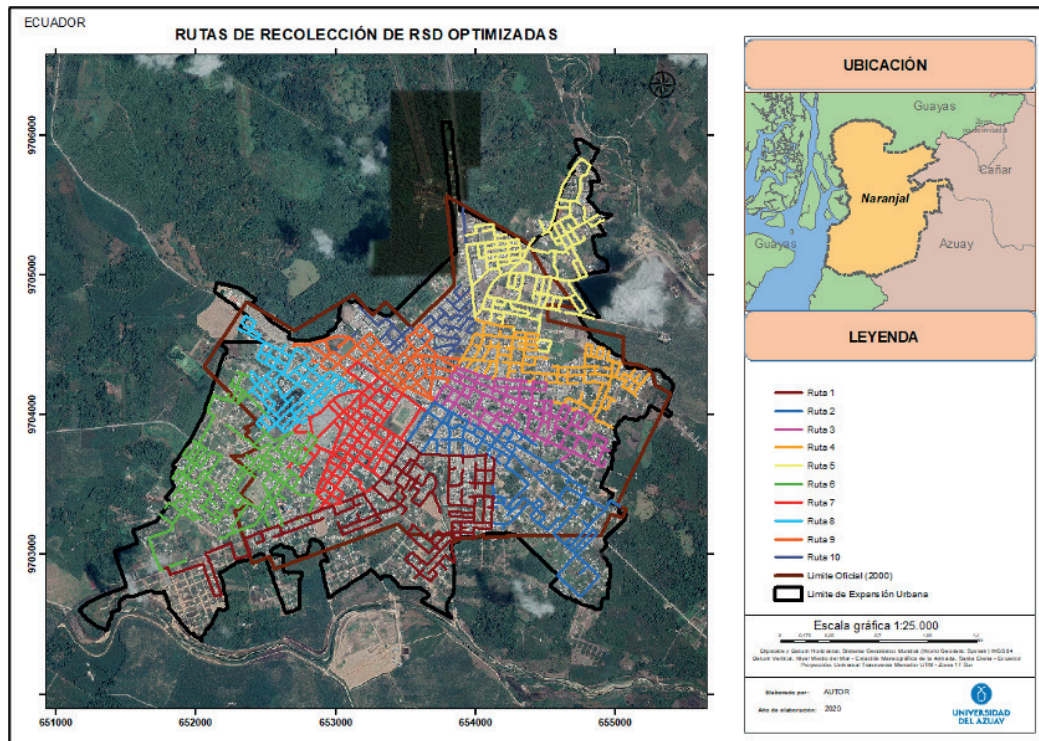 ECUADOR
RUTAS DE RECOLECCIÓN DE RSD OPTIMIZADAS
9706000
9705000
9704000
9703000
651000
652000
653000
654000
655000
UBICACIÓN
Guayas
Cañar
Naranjal
Guayas
Azuay
LEYENDA
Ruta 1
Ruta 2
Ruta 3
Ruta 4
Ruta 5
Ruta 6
Ruta 7
Ruta 8
Ruta 9
Ruta 10
Limite Oficial (2000)
Limite de Expansión Urbana
Escala gráfica 1:25.000
Elaborado por: AUTOR
Año de elaboración: 2020
UNIVERSIDAD
DEL AZUAY